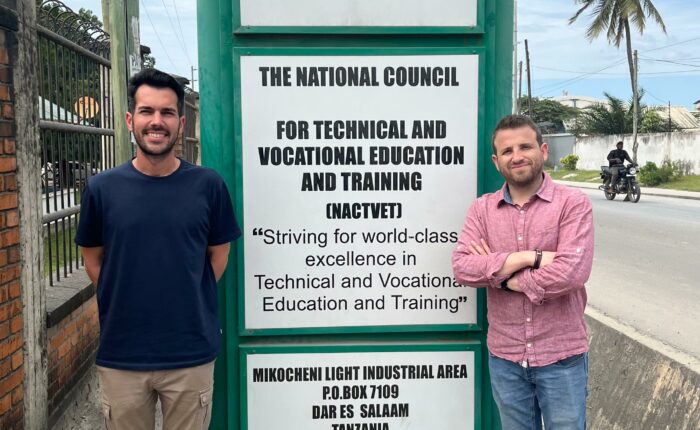 THE NATIONAL COUNCIL
FOR TECHNICAL AND
VOCATIONAL EDUCATION
AND TRAINING
(NACTVET)
“Striving for world-class
excellence in
Technical and Vocational
Education and Training”
MIKOCHENI LIGHT INDUSTRIAL AREA
P.O.BOX 7109
DAR ES SALAAM
TANZANIA